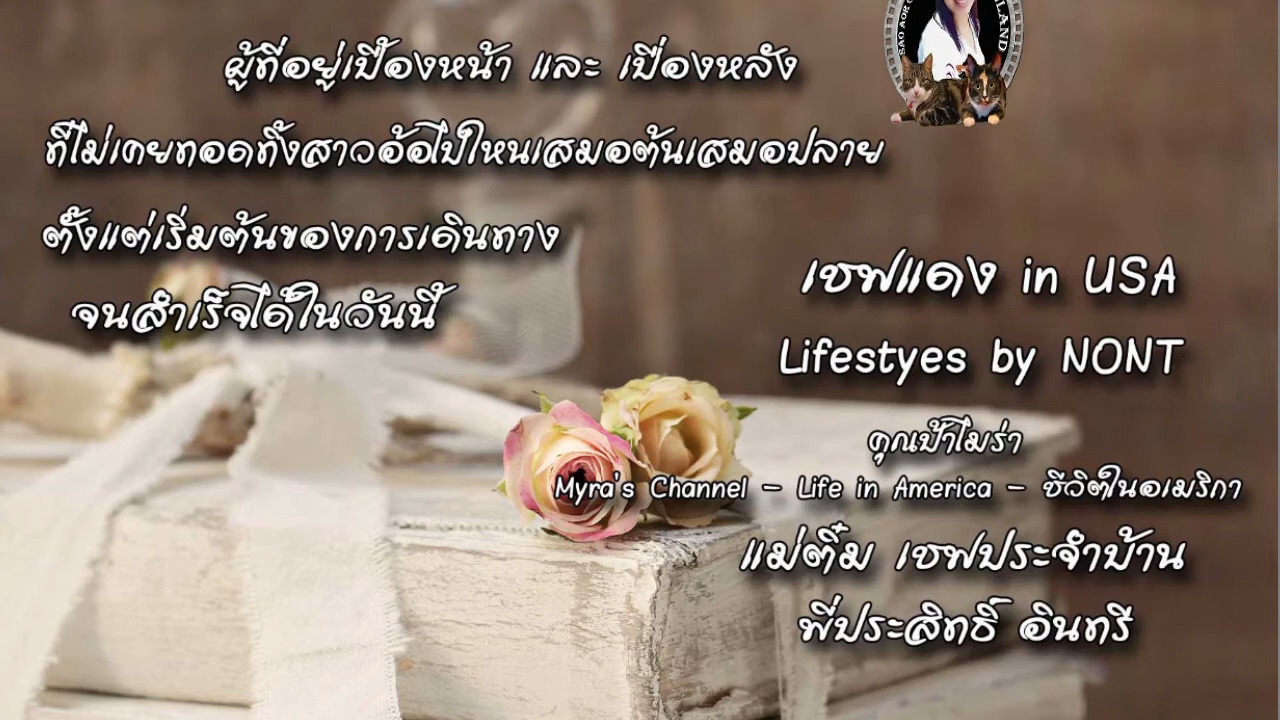 SAO AOR
LAND
ผู้ที่อยู่เบื้องหน้า และ เบื่องหลัง
ที่ไม่เคยทอดทิ้งสาวอ้อไปใหนเสมอต้นเสมอปลาย
ตั้งแต่เริ่มต้นของการเดินทาง
จนสำเร็จได้ในวันนี้
เชฟแดง in USA
Lifestyes by NONT
คุณป้าไมร่า
Myra's Channel - Life in America - ชีวิตในอเมริกา
แม่ติ๋ม เชฟประจำบ้าน
พี่ประสิทธิ์ อินทรี